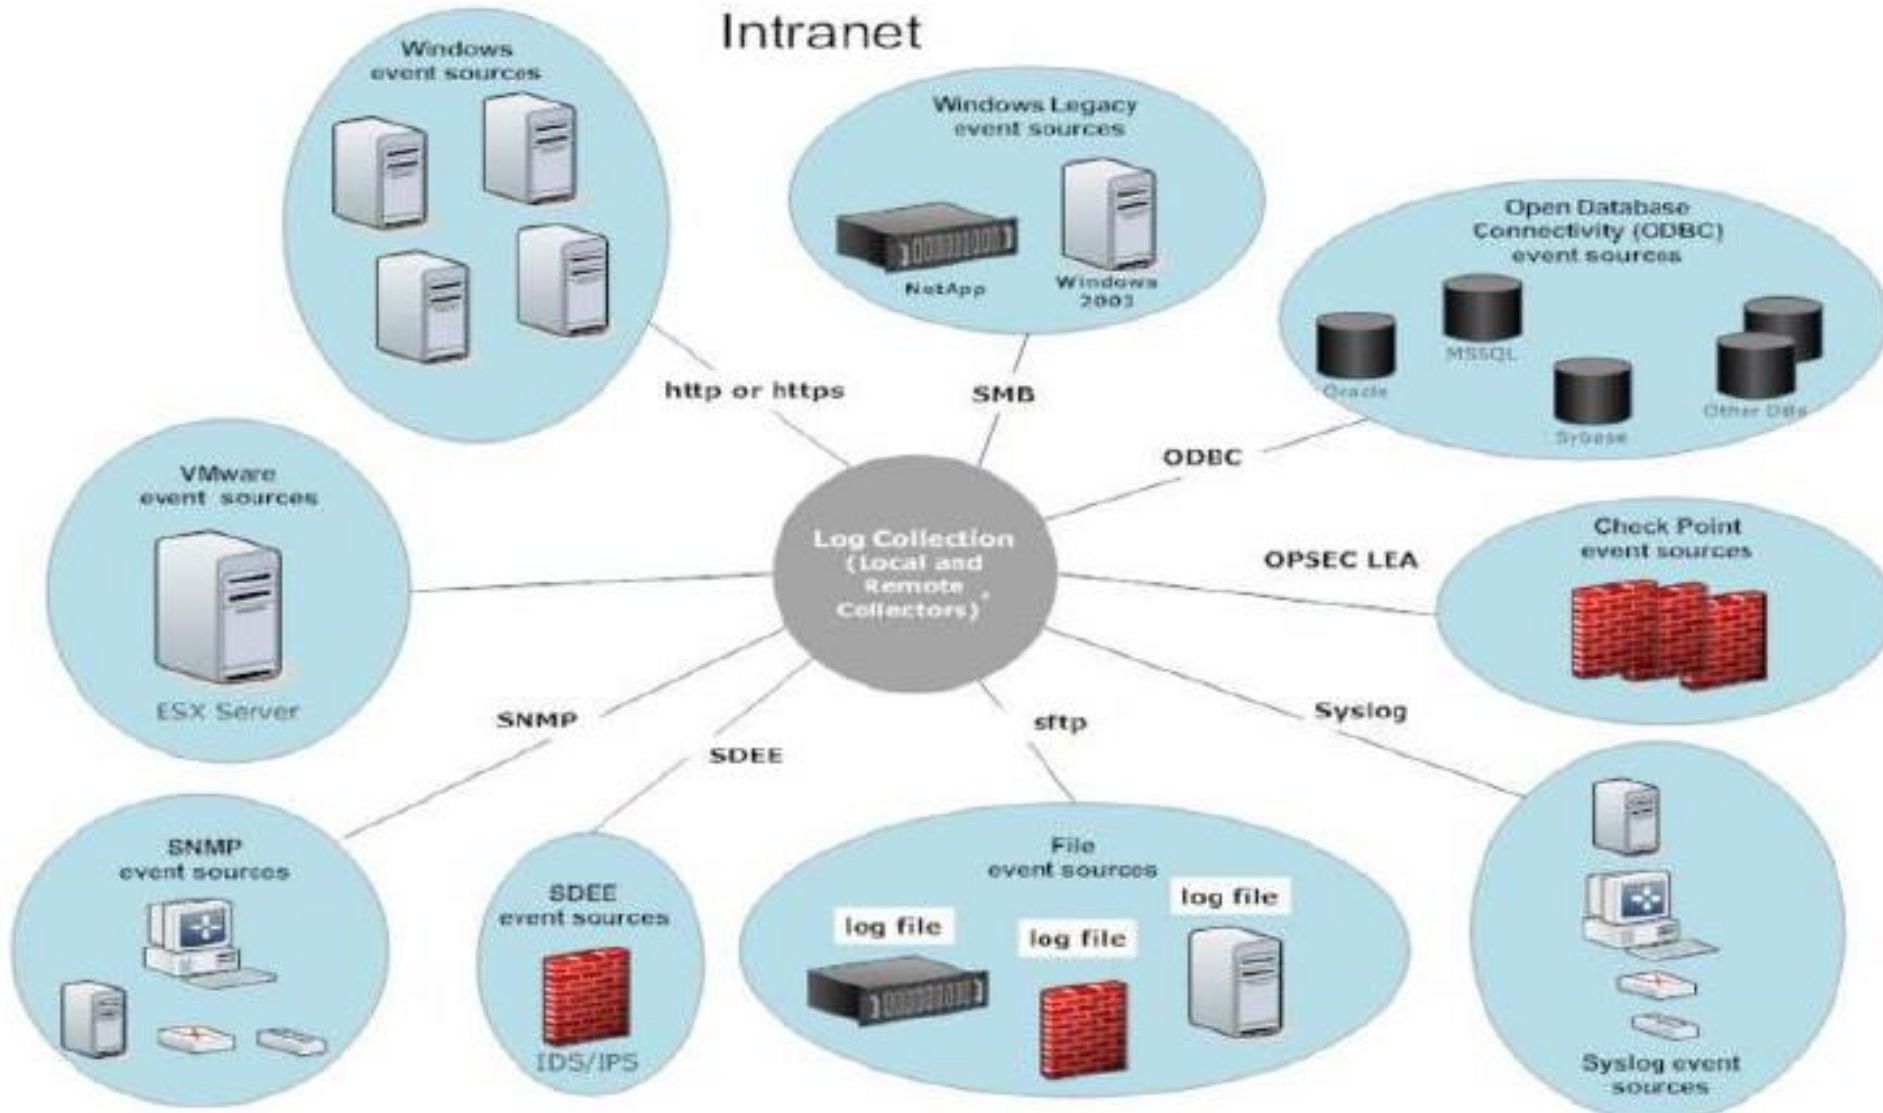 Intranet
Windows
event sources
Windows Legacy
event sources
NetApp
Windows
2003
Open Database
Connectivity (ODBC)
event sources
Oracle
MSSQL
Sybase
Other DBs
http or https
SMB
ODBC
VMware
event sources
ESX Server
Log Collection
(Local and
Remote
Collectors)*
OPSEC LEA
Check Point
event sources
SNMP
SDEE
sftp
Syslog
SNMP
event sources
SDEE
event sources
IDS/IPS
File
event sources
log file
log file
log file
Syslog event
sources